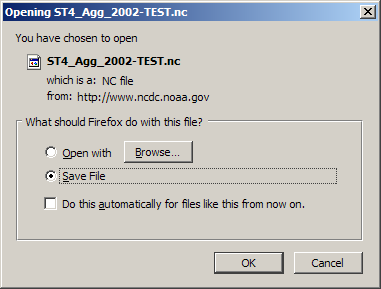 Opening ST4_Agg_2002-TEST.nc
You have chosen to open
ST4_Agg_2002-TEST.nc
which is a: NC file
from: http://www.ncdc.noaa.gov
What should Firefox do with this file?
Open with Browse...
Save File
Do this automatically for files like this from now on.
OK Cancel